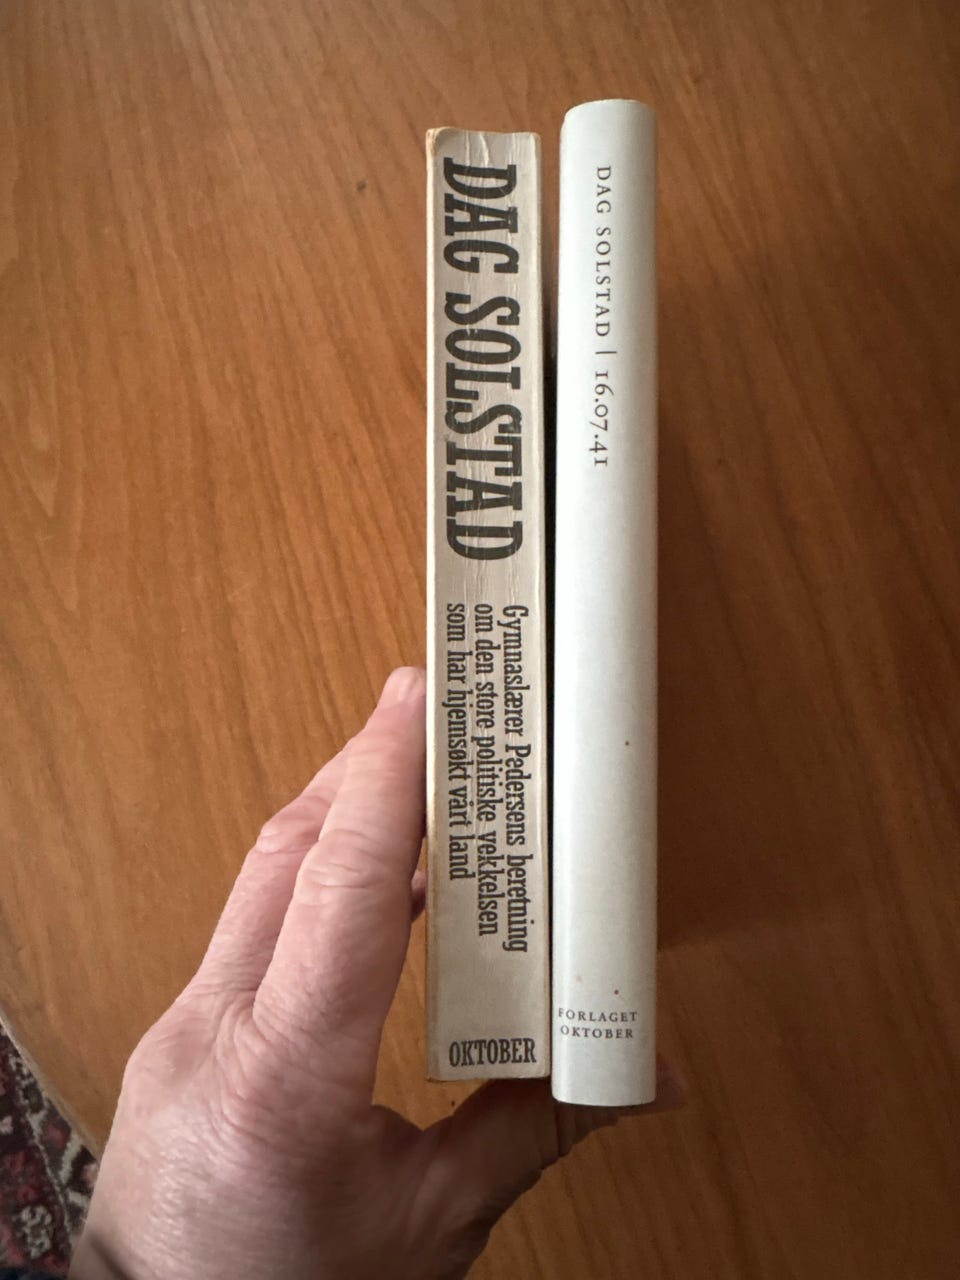 DAG SOLSTAD
Gymnaslærer Pedersens beretning
om den store politiske vekkelsen
som har hjemsøkt vårt land
OKTOBER
DAG SOLSTAD | 16.07.41
FORLAGET
OKTOBER